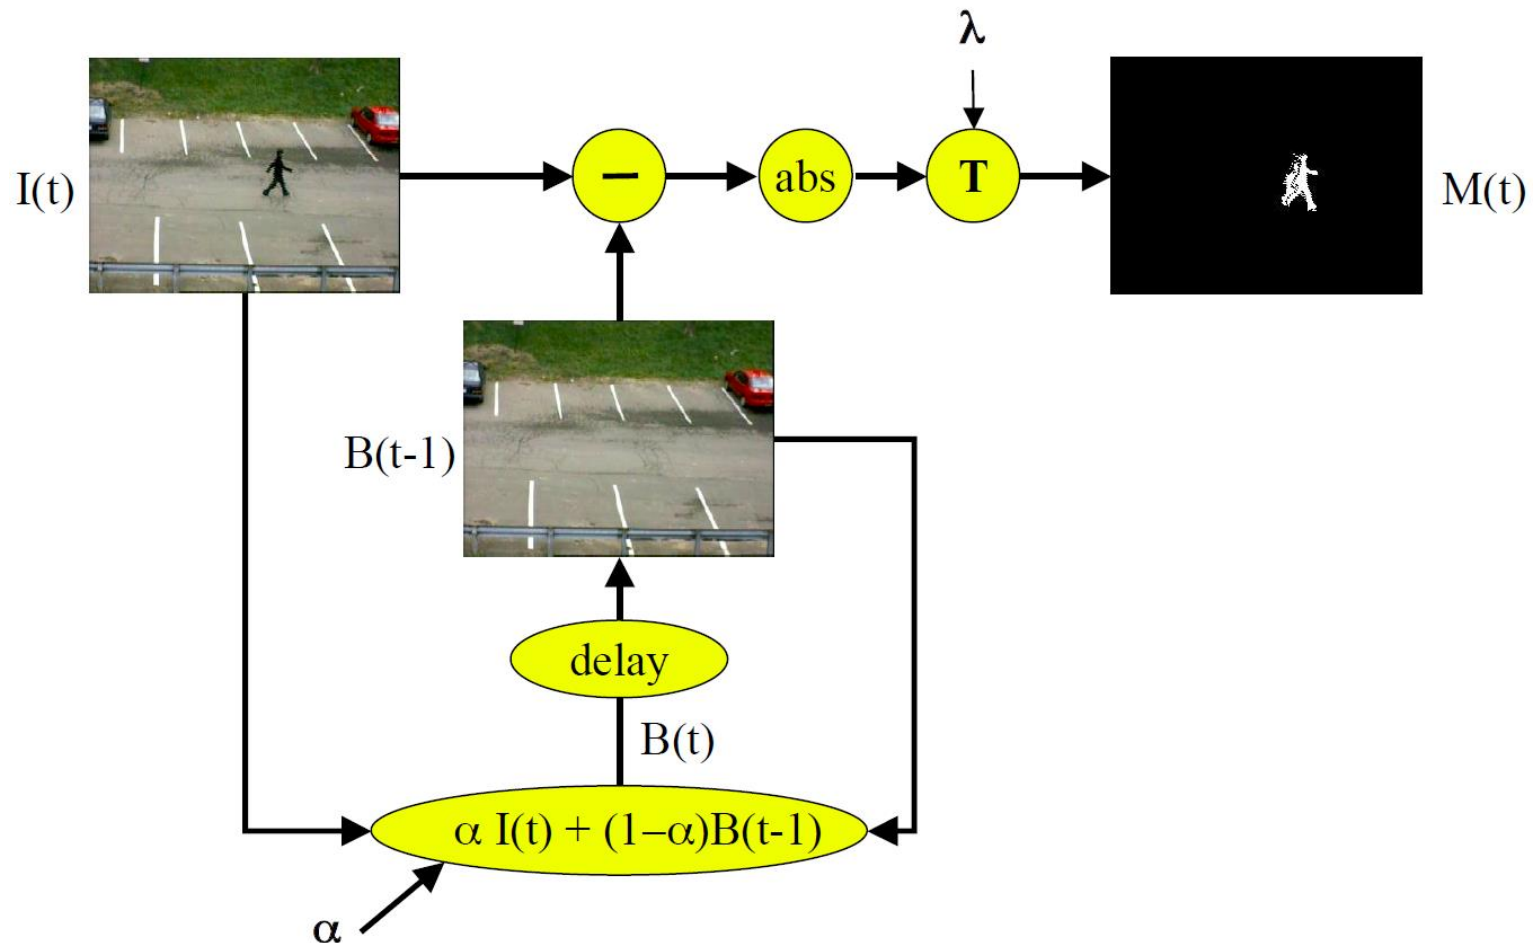 λ
I(t)
−
abs
T
M(t)
B(t-1)
delay
B(t)
α I(t) + (1−α)B(t-1)
α